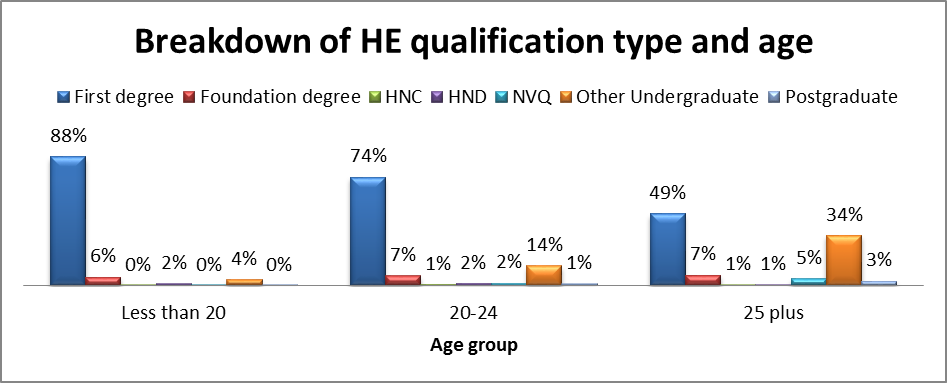 Breakdown of HE qualification type and age
First degree Foundation degree HNC HND NVQ Other Undergraduate Postgraduate
88% 6% 0% 2% 0% 4% 0%
74% 7% 1% 2% 2% 14% 1%
49% 7% 1% 1% 5% 34% 3%
Less than 20 20-24 25 plus
Age group